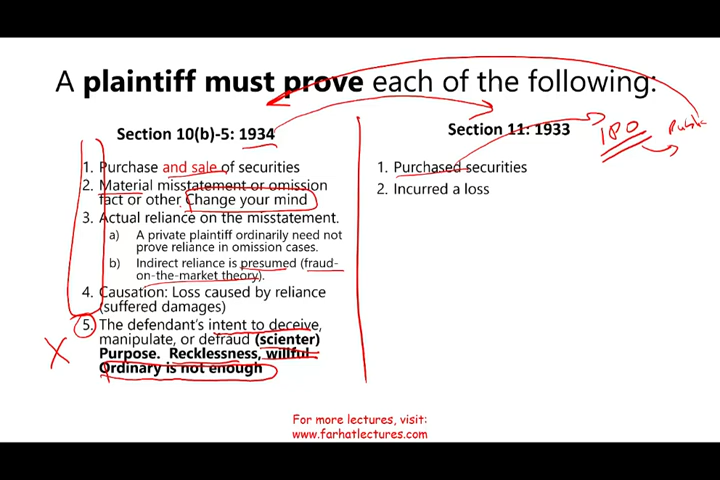 A plaintiff must prove each of the following:
Section 10(b)-5: 1934
1. Purchase and sale of securities
2. Material misstatement or omission
fact or other Change your mind
3. Actual reliance on the misstatement.
a) A private plaintiff ordinarily need not
prove reliance in omission cases.
b) Indirect reliance is presumed (fraud-
on-the-market theory).
4. Causation: Loss caused by reliance
(suffered damages)
5. The defendant's intent to deceive,
manipulate, or defraud (scienter)
Purpose. Recklessness, willful
Ordinary is not enough
X
Section 11: 1933
IPO
Public
1. Purchased securities
2. Incurred a loss
For more lectures, visit:
www.farhatlectures.com